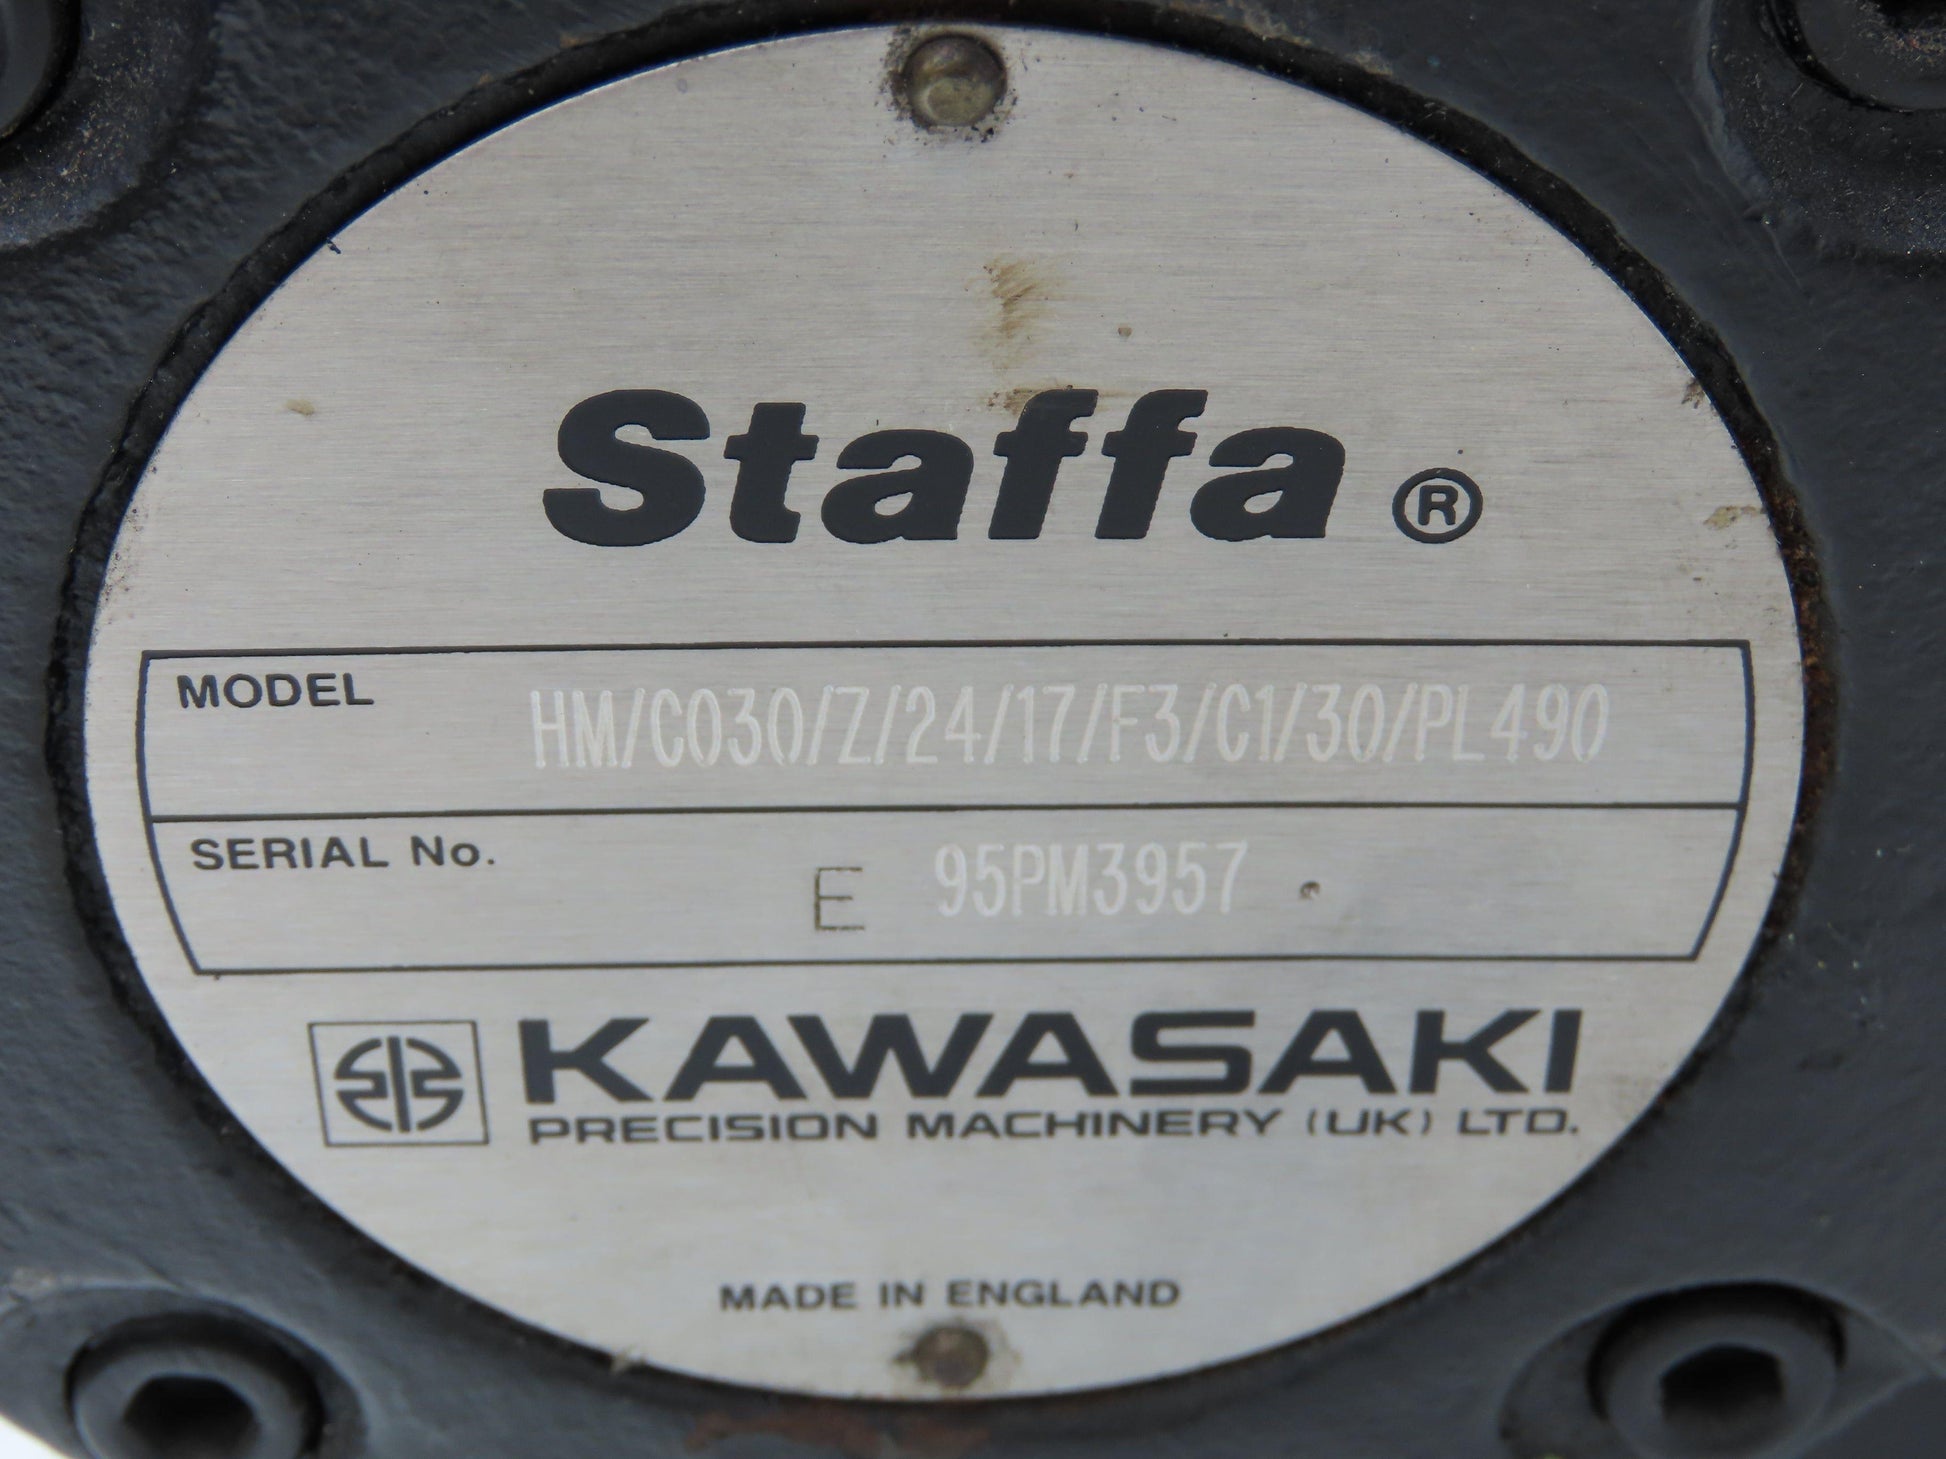 Staffa ®
MODEL HM/C030/Z/24/17/F3/C1/30/PL490
SERIAL No. E 95PM3957
KAWASAKI
PRECISION MACHINERY (UK) LTD.
MADE IN ENGLAND